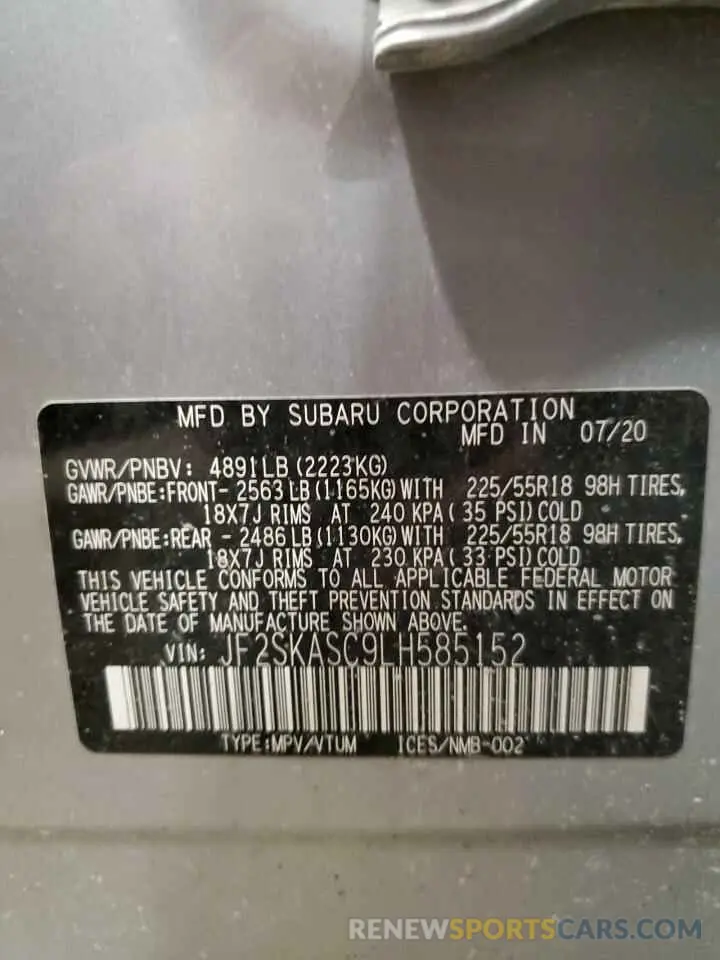 MFD BY SUBARU CORPORATION
MFD IN 07/20
GVWR/PNBV: 4891LB (2223KG)
GAWR/PNBE:FRONT- 2563LB (1165KG) WITH 225/55R18 98H TIRES,
18X7J RIMS AT 240 KPA( 35 PSI) COLD
GAWR/PNBE:REAR - 2486LB (1130KG) WITH 225/55R18 98H TIRES,
18X7J RIMS AT 230 KPA( 33 PSI) COLD
THIS VEHICLE CONFORMS TO ALL APPLICABLE FEDERAL MOTOR
VEHICLE SAFETY AND THEFT PREVENTION STANDARDS IN EFFECT ON
THE DATE OF MANUFACTURE SHOWN ABOVE.
VIN: JF2SKASC9LH585152
TYPE:MPV/VTUM ICES/NMB-002
RENEWSPORTSCARS.COM